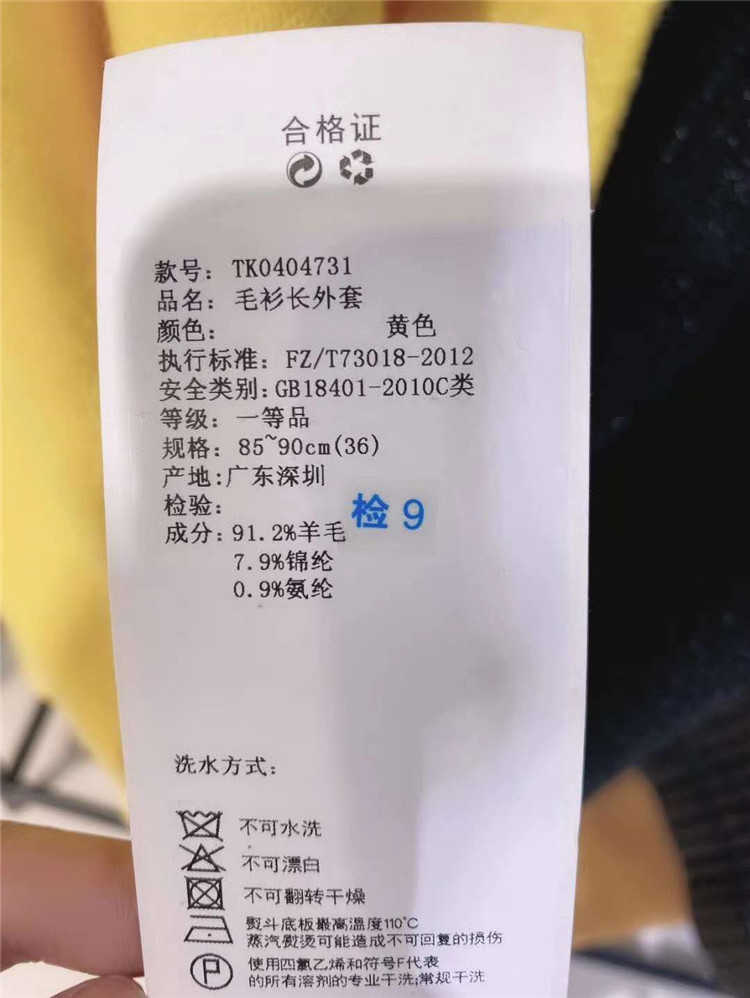 合格证
款号: TK0404731
品名: 毛衫长外套
颜色: 黄色
执行标准: FZ/T73018-2012
安全类别:GB18401-2010C类
等级: 一等品
规格: 85~90cm(36)
产地:广东深圳
检验: 检9
成分:91.2%羊毛
7.9%锦纶
0.9%氨纶
洗水方式:
不可水洗
不可漂白
不可翻转干燥
熨斗底板最高温度110℃
蒸汽熨烫可能造成不可回复的损伤
P 使用四氯乙烯和符号F代表
的所有溶剂的专业干洗;常规干洗